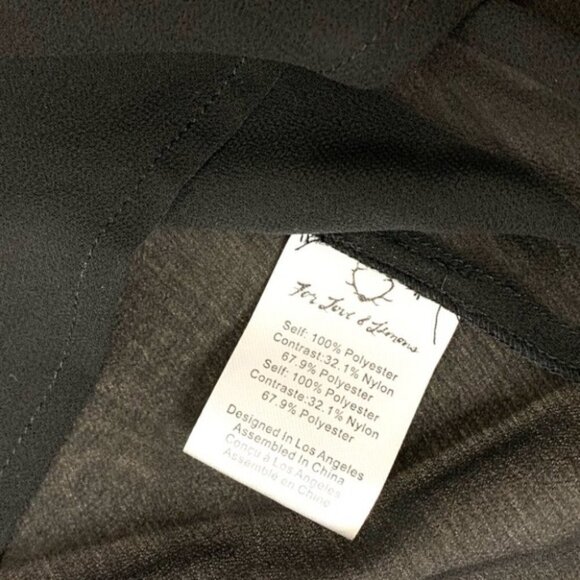 For Love & Lemons
Self: 100% Polyester
Contrast:32.1% Nylon
67.9% Polyester
Self: 100% Polyester
Contraste:32.1% Nylon
67.9% Polyester
Designed In Los Angeles
Assembled In China
Conçu à Los Angeles
Assemblé en Chine